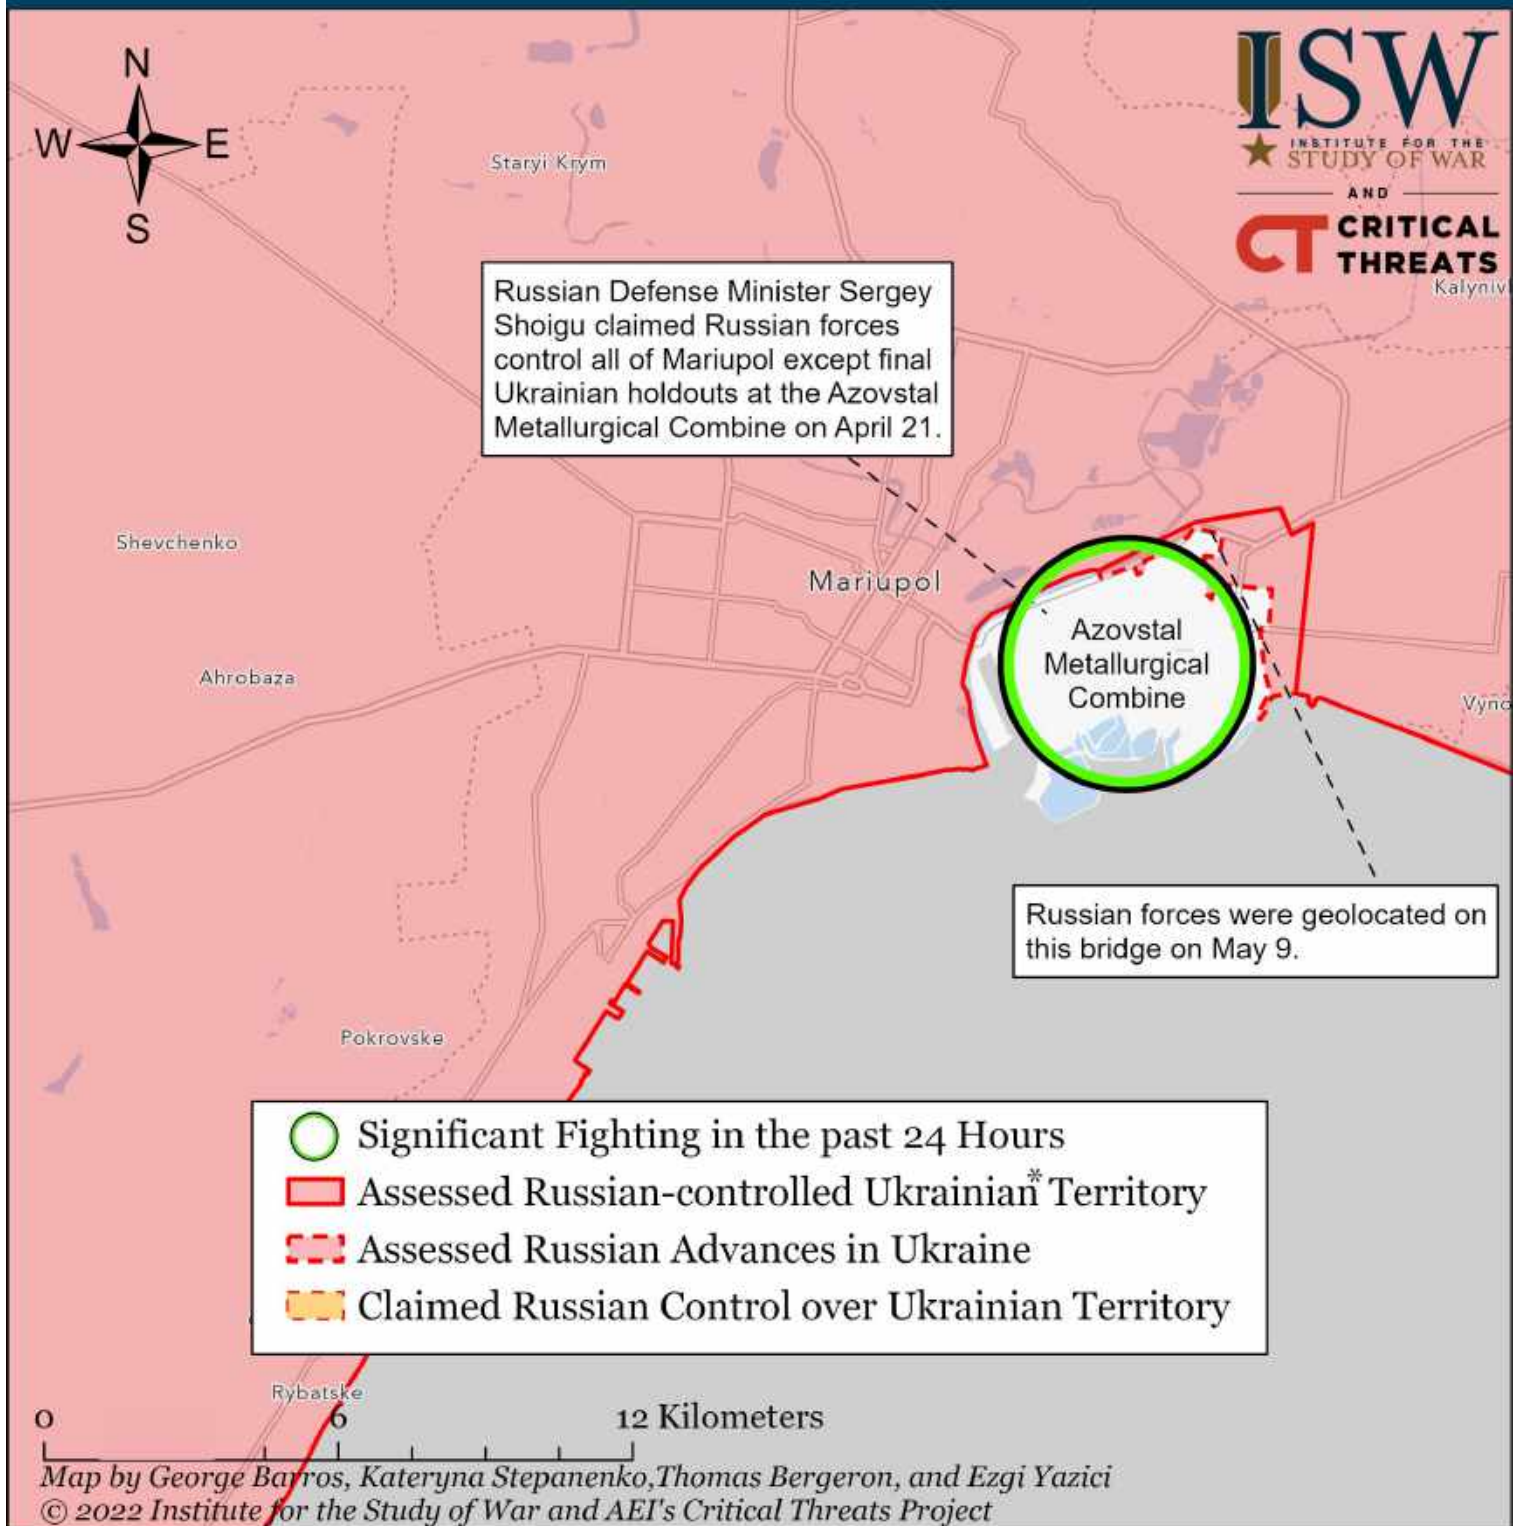 N
W
E
S
ISW
INSTITUTE FOR THE
STUDY OF WAR
AND
CT CRITICAL
THREATS
Staryi Krym
Russian Defense Minister Sergey
Shoigu claimed Russian forces
control all of Mariupol except final
Ukrainian holdouts at the Azovstal
Metallurgical Combine on April 21.
Shevchenko
Mariupol
Azovstal
Metallurgical
Combine
Ahrobaza
Russian forces were geolocated on
this bridge on May 9.
Pokrovske
Significant Fighting in the past 24 Hours
Assessed Russian-controlled Ukrainian* Territory
Assessed Russian Advances in Ukraine
Claimed Russian Control over Ukrainian Territory
Rybatske
0 6 12 Kilometers
Map by George Barros, Kateryna Stepanenko,Thomas Bergeron, and Ezgi Yazici
© 2022 Institute for the Study of War and AEI's Critical Threats Project